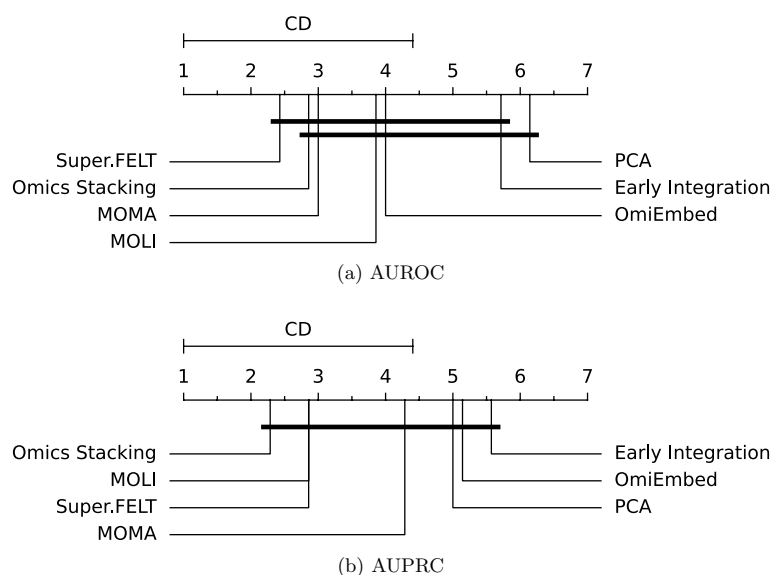 CD
1 2 3 4 5 6 7
Super.FELT PCA
Omics Stacking Early Integration
MOMA OmiEmbed
MOLI
(a) AUROC
CD
1 2 3 4 5 6 7
Omics Stacking Early Integration
MOLI OmiEmbed
Super.FELT PCA
MOMA
(b) AUPRC